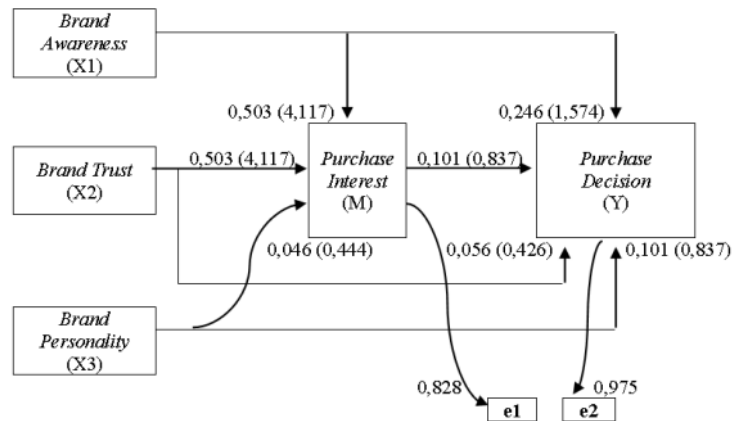 Brand
Awareness
(X1)
0,503 (4,117)
0,246 (1,574)
Brand Trust
(X2)
0,503 (4,117)
Purchase
Interest
(M)
0,101 (0,837)
Purchase
Decision
(Y)
0,046 (0,444)
0,056 (0,426)
0,101 (0,837)
Brand
Personality
(X3)
0,828
0,975
e1
e2